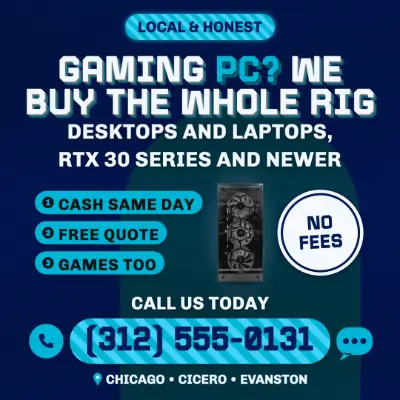 LOCAL & HONEST
GAMING PC? WE
BUY THE WHOLE RIG
DESKTOPS AND LAPTOPS,
RTX 30 SERIES AND NEWER
1 CASH SAME DAY
2 FREE QUOTE
3 GAMES TOO
NO
FEES
CALL US TODAY
(312) 555-0131
CHICAGO • CICERO • EVANSTON